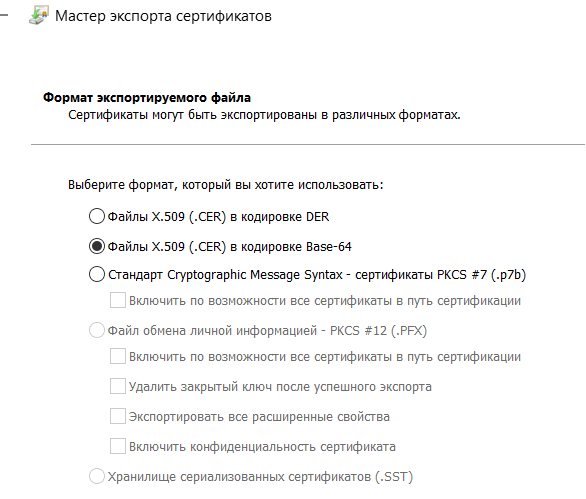 Мастер экспорта сертификатов
Формат экспортируемого файла
Сертификаты могут быть экспортированы в различных форматах.
Выберите формат, который вы хотите использовать:
Файлы X.509 (.CER) в кодировке DER
Файлы X.509 (.CER) в кодировке Base-64
Стандарт Cryptographic Message Syntax - сертификаты PKCS #7 (.p7b)
Включить по возможности все сертификаты в путь сертификации
Файл обмена личной информацией - PKCS #12 (.PFX)
Включить по возможности все сертификаты в путь сертификации
Удалить закрытый ключ после успешного экспорта
Экспортировать все расширенные свойства
Включить конфиденциальность сертификата
Хранилище сериализованных сертификатов (.SST)